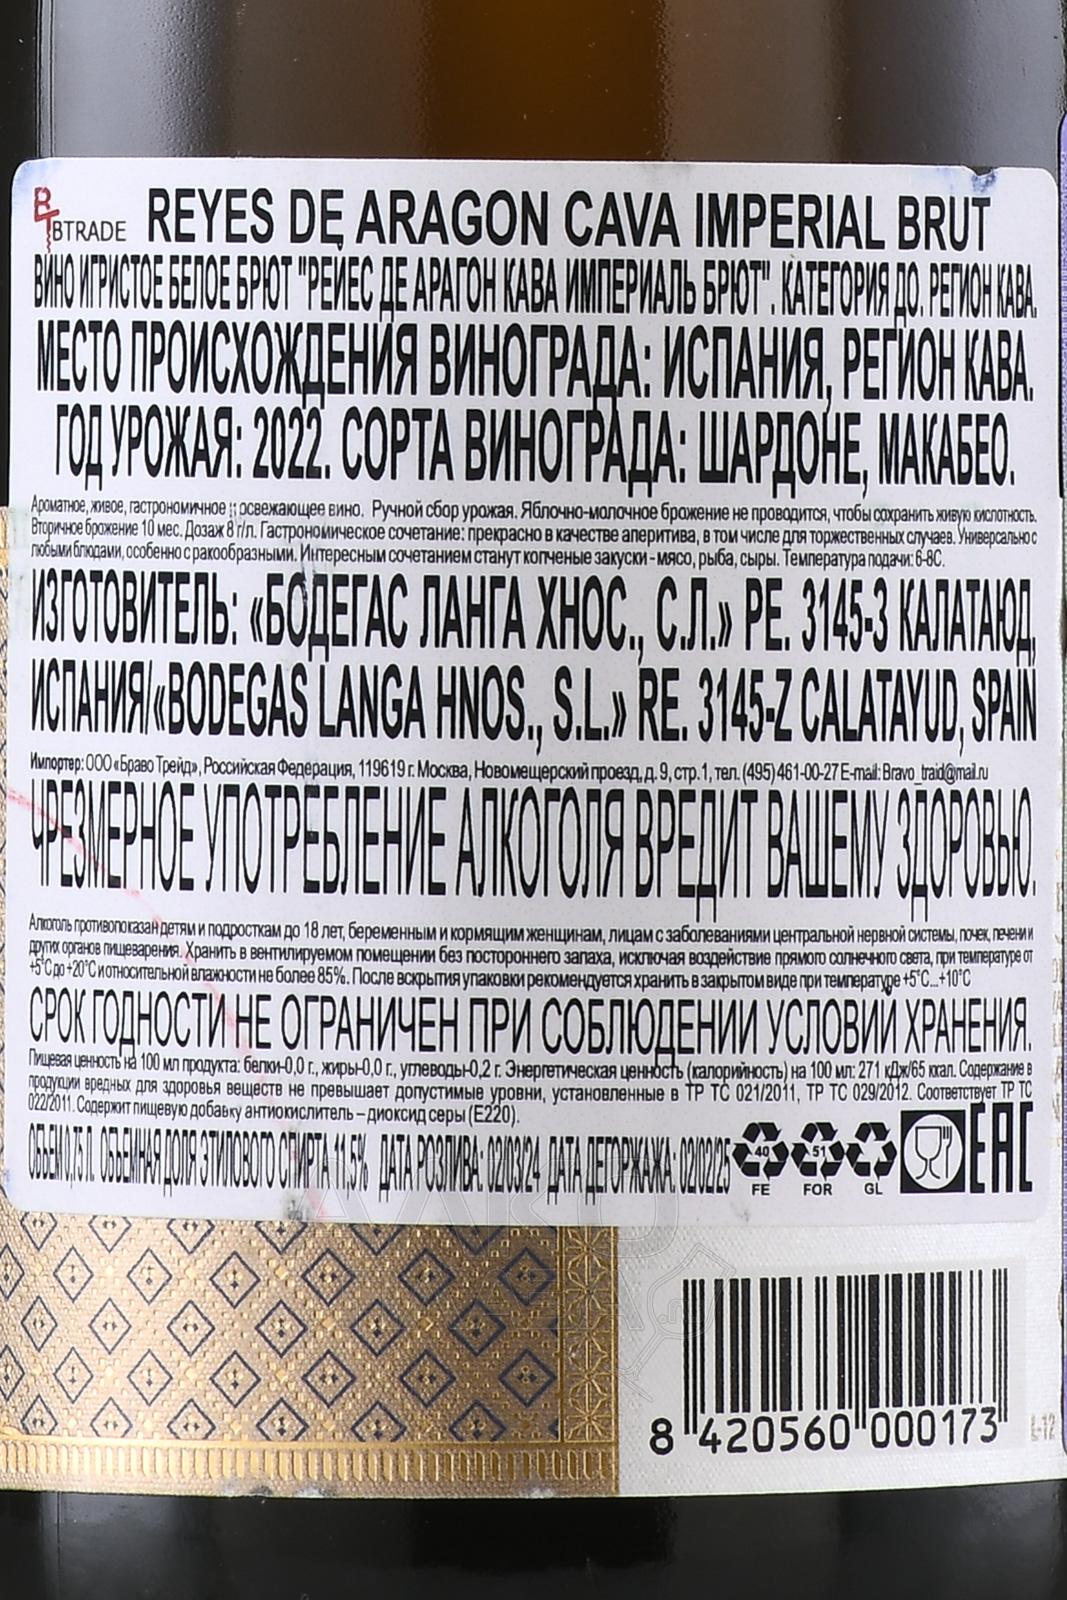 BTRADE REYES DE ARAGON CAVA IMPERIAL BRUT
ВИНО ИГРИСТОЕ БЕЛОЕ БРЮТ "РЕЙЕС ДЕ АРАГОН КАВА ИМПЕРИАЛЬ БРЮТ". КАТЕГОРИЯ ДО. РЕГИОН КАВА.
МЕСТО ПРОИСХОЖДЕНИЯ ВИНОГРАДА: ИСПАНИЯ, РЕГИОН КАВА.
ГОД УРОЖАЯ: 2022. СОРТА ВИНОГРАДА: ШАРДОНЕ, МАКАБЕО.
Ароматное, живое, гастрономичное и освежающее вино. Ручной сбор урожая. Яблочно-молочное брожение не проводится, чтобы сохранить живую кислотность.
Вторичное брожение 10 мес. Дозаж 8 г/л. Гастрономическое сочетание: прекрасно в качестве аперитива, в том числе для торжественных случаев. Универсально с
любыми блюдами, особенно с ракообразными. Интересным сочетанием станут копченые закуски - мясо, рыба, сыры. Температура подачи: 6-8С.
ИЗГОТОВИТЕЛЬ: «БОДЕГАС ЛАНГА ХНОС., С.Л.» РЕ. 3145-З КАЛАТАЮД,
ИСПАНИЯ/«BODEGAS LANGA HNOS., S.L.» RE. 3145-Z CALATAYUD, SPAIN
Импортер: ООО «Браво Трейд», Российская Федерация, 119619 г. Москва, Новомещерский проезд, д. 9, стр. 1, тел. (495) 461-00-27 E-mail: Bravo_traid@mail.ru
ЧРЕЗМЕРНОЕ УПОТРЕБЛЕНИЕ АЛКОГОЛЯ ВРЕДИТ ВАШЕМУ ЗДОРОВЬЮ.
Алкоголь противопоказан детям и подросткам до 18 лет, беременным и кормящим женщинам, лицам с заболеваниями центральной нервной системы, почек, печени и
других органов пищеварения. Хранить в вентилируемом помещении без постороннего запаха, исключая воздействие прямого солнечного света, при температуре от
+5°С до +20°С и относительной влажности не более 85%. После вскрытия упаковки рекомендуется хранить в закрытом виде при температуре +5°С...+10°С
СРОК ГОДНОСТИ НЕ ОГРАНИЧЕН ПРИ СОБЛЮДЕНИИ УСЛОВИЙ ХРАНЕНИЯ.
Пищевая ценность на 100 мл продукта: белки-0,0 г., жиры-0,0 г., углеводы-0,2 г. Энергетическая ценность (калорийность) на 100 мл: 271 кДж/65 ккал. Содержание в
продукции вредных для здоровья веществ не превышает допустимые уровни, установленные в ТР ТС 021/2011, ТР ТС 029/2012. Соответствует ТР ТС
022/2011. Содержит пищевую добавку антиокислитель – диоксид серы (Е220).
ОБЪЕМ 0,75 Л. ОБЪЕМНАЯ ДОЛЯ ЭТИЛОВОГО СПИРТА 11,5% ДАТА РОЗЛИВА: 02/03/24 ДАТА ДЕГОРЖАЖА: 02/02/25
40 51
FE FOR GL EAC
8 420560 000173
L-12